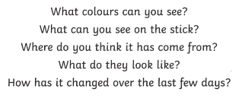 What colours can you see?
What can you see on the stick?
Where do you think it has come from?
What do they look like?
How has it changed over the last few days?